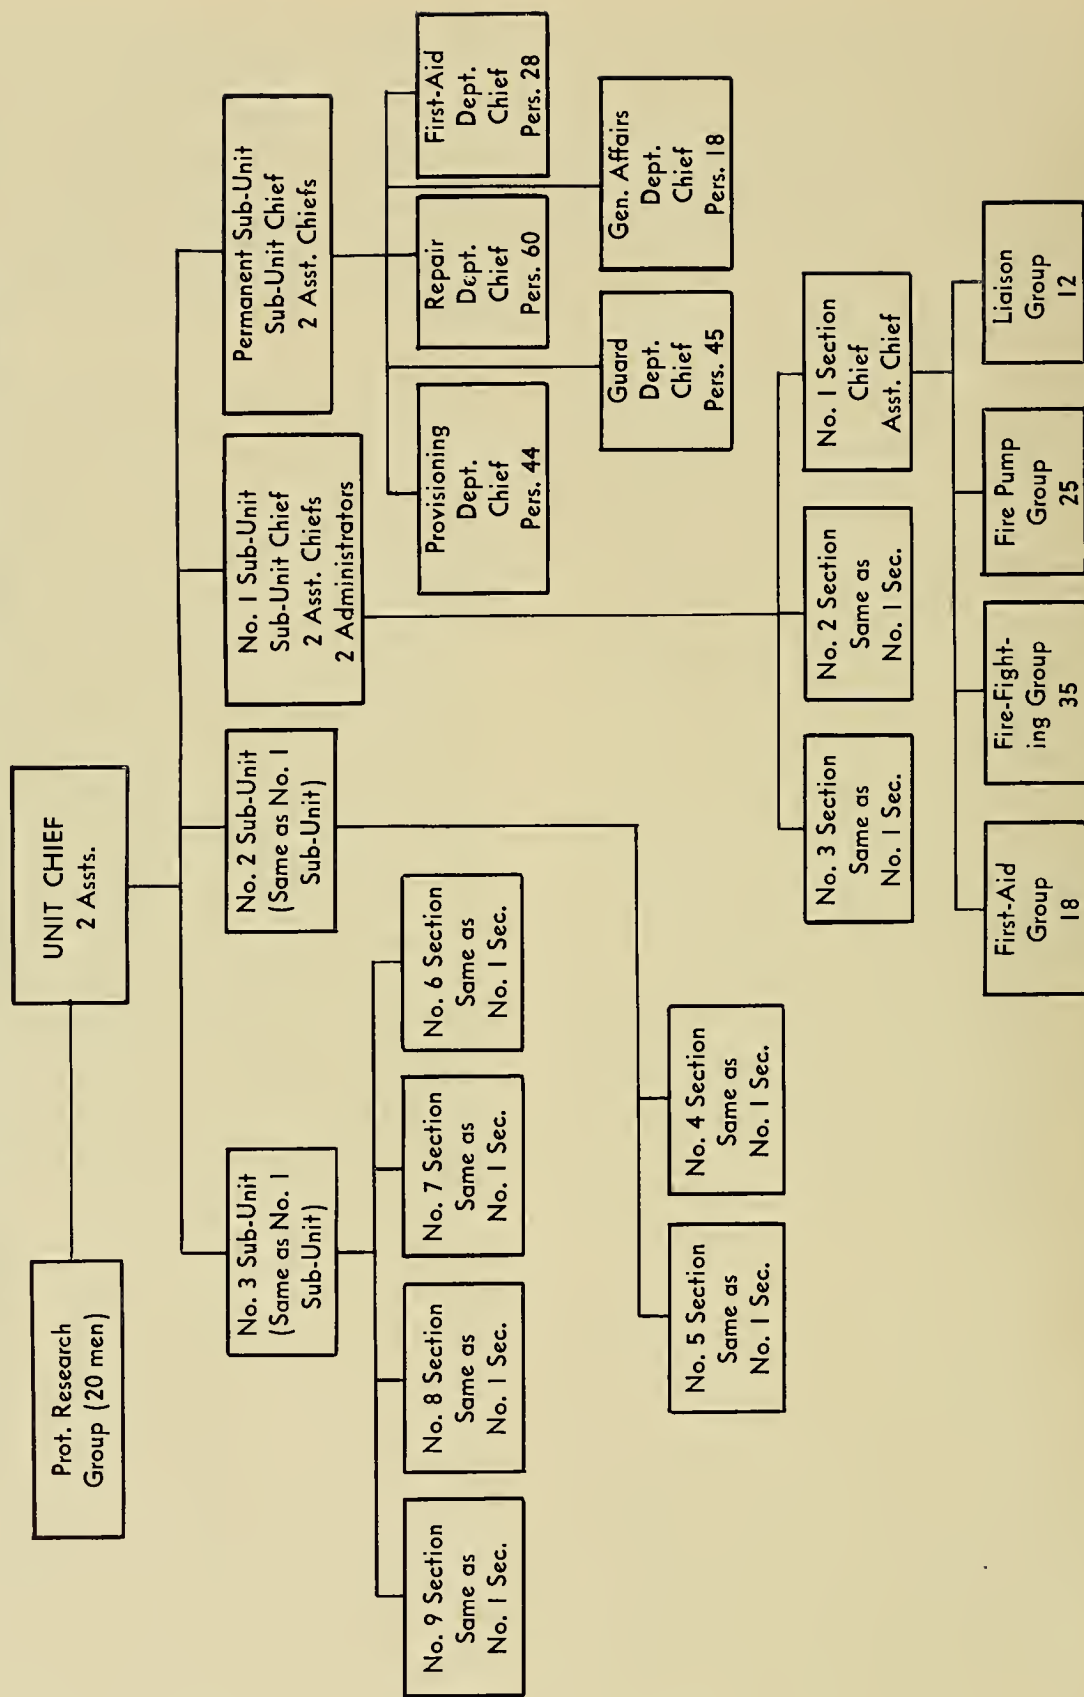 UNIT CHIEF
2 Assts.
Prot. Research
Group (20 men)
No. 3 Sub-Unit
(Same as No. 1
Sub-Unit)
No. 2 Sub-Unit
(Same as No. 1
Sub-Unit)
No. 1 Sub-Unit
Sub-Unit Chief
2 Asst. Chiefs
2 Administrators
Permanent Sub-Unit
Sub-Unit Chief
2 Asst. Chiefs
No. 9 Section
Same as
No. 1 Sec.
No. 8 Section
Same as
No. 1 Sec.
No. 7 Section
Same as
No. 1 Sec.
No. 6 Section
Same as
No. 1 Sec.
Provisioning
Dept.
Chief
Pers. 44
Repair
Dept.
Chief
Pers. 60
First-Aid
Dept.
Chief
Pers. 28
Guard
Dept.
Chief
Pers. 45
Gen. Affairs
Dept.
Chief
Pers. 18
No. 5 Section
Same as
No. 1 Sec.
No. 4 Section
Same as
No. 1 Sec.
No. 3 Section
Same as
No. 1 Sec.
No. 2 Section
Same as
No. 1 Sec.
No. 1 Section
Chief
Asst. Chief
First-Aid
Group
18
Fire-Fight-
ing Group
35
Fire Pump
Group
25
Liaison
Group
12